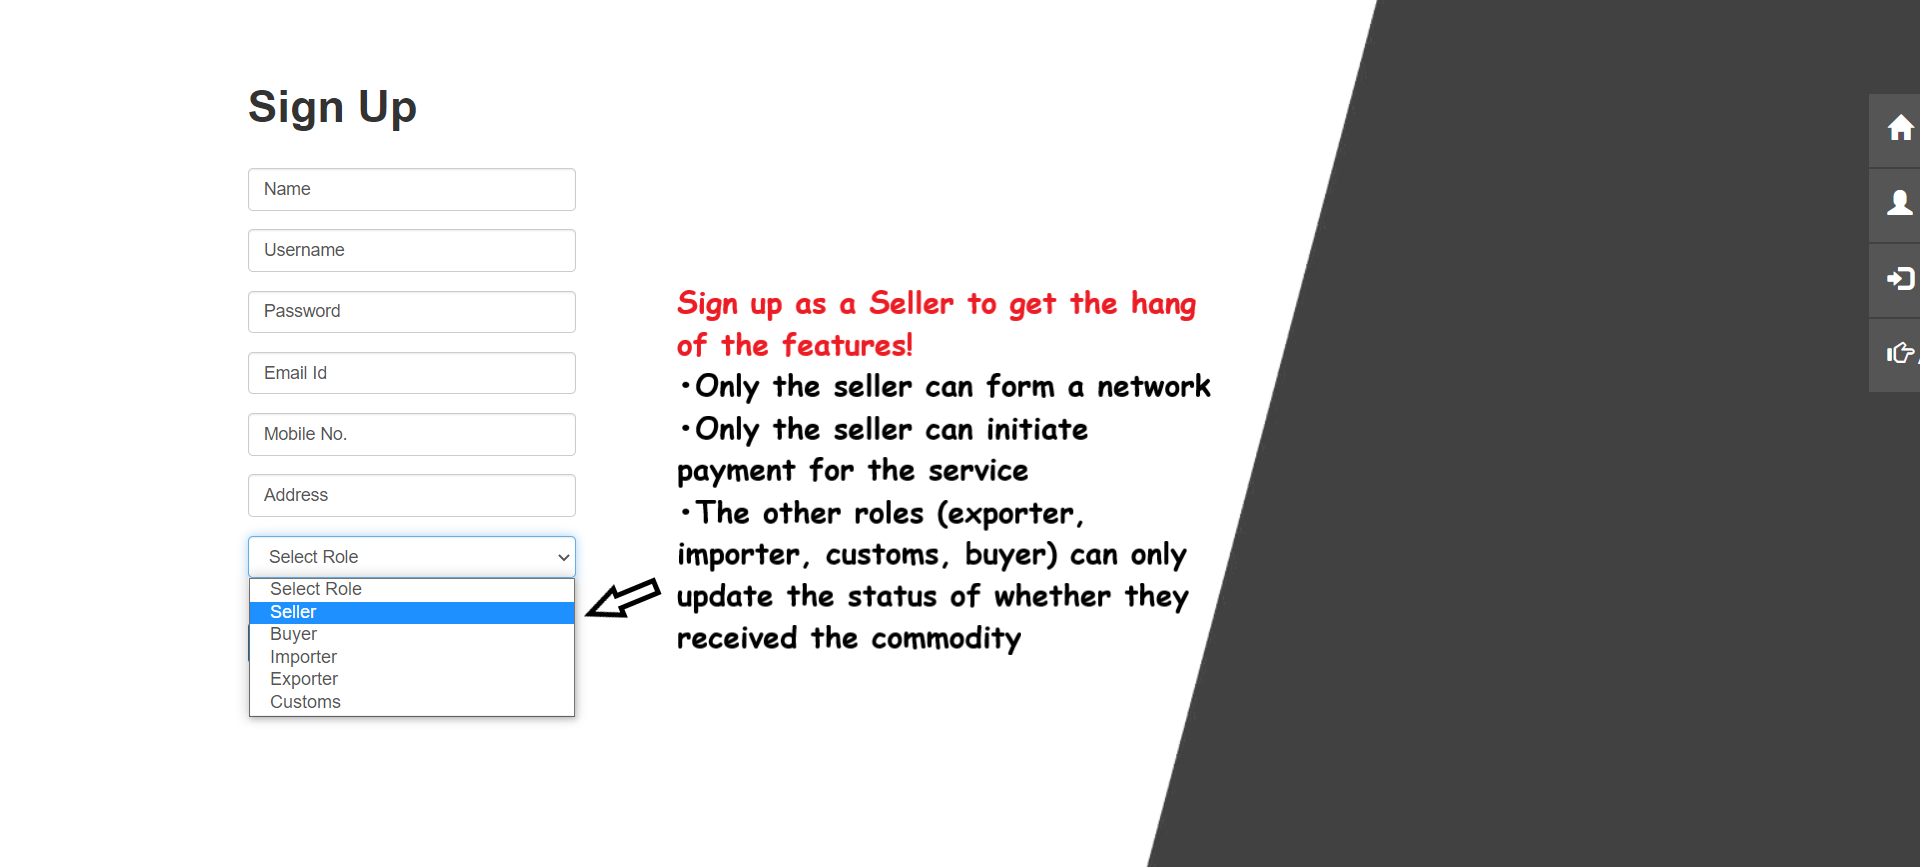 Sign Up
Name
Username
Password
Email Id
Mobile No.
Address
Select Role
Select Role
Seller
Buyer
Importer
Exporter
Customs
Sign up as a Seller to get the hang
of the features!
•Only the seller can form a network
•Only the seller can initiate
payment for the service
•The other roles (exporter,
importer, customs, buyer) can only
update the status of whether they
received the commodity